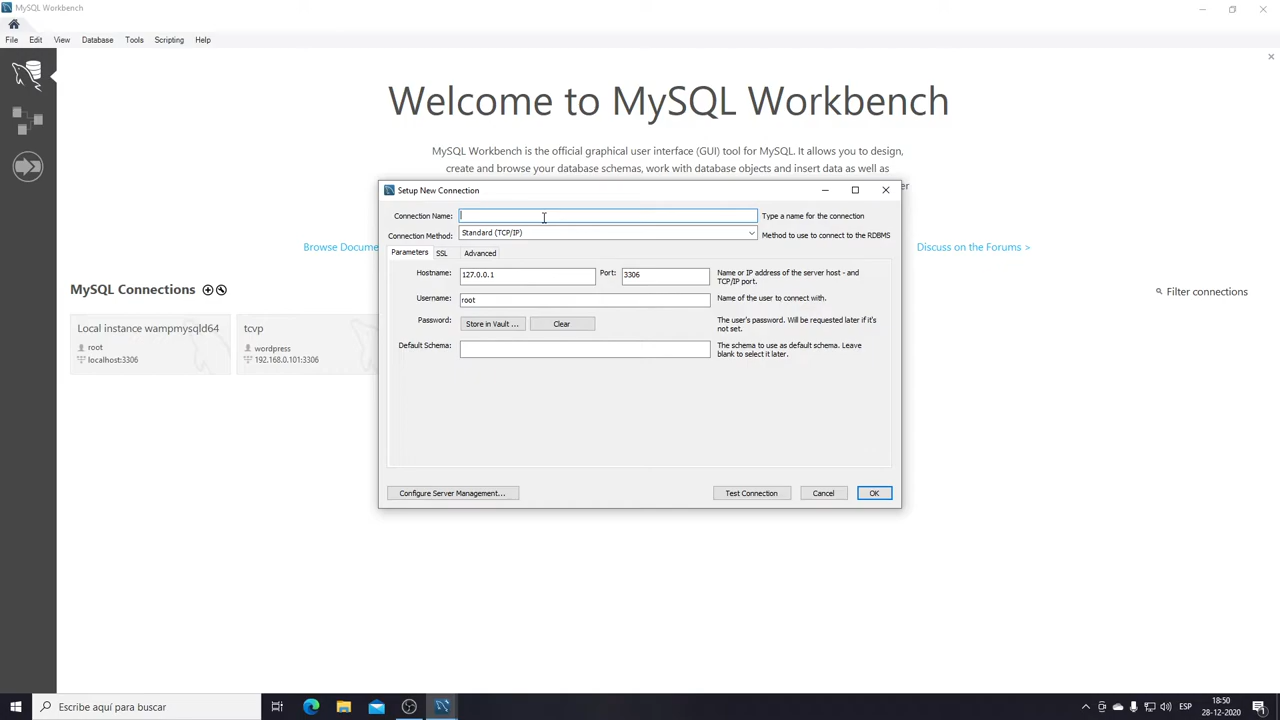 MySQL Workbench
File Edit View Database Tools Scripting Help
Welcome to MySQL Workbench
MySQL Workbench is the official graphical user interface (GUI) tool for MySQL. It allows you to design,
create and browse your database schemas, work with database objects and insert data as well as
Setup New Connection
Connection Name:
Type a name for the connection
Connection Method: Standard (TCP/IP)
Method to use to connect to the RDBMS
Parameters SSL Advanced
Hostname: 127.0.0.1 Port: 3306
Name or IP address of the server host - and
TCP/IP port.
Username: root
Name of the user to connect with.
Password: Store in Vault ... Clear
The user's password. Will be requested later if it's
not set.
Default Schema:
The schema to use as default schema. Leave
blank to select it later.
Configure Server Management... Test Connection Cancel OK
Browse Docume
Discuss on the Forums >
MySQL Connections
Filter connections
Local instance wampmysqld64
root
localhost:3306
tcvp
wordpress
192.168.0.101:3306
Escribe aquí para buscar
ESP
18:50
28-12-2020
1